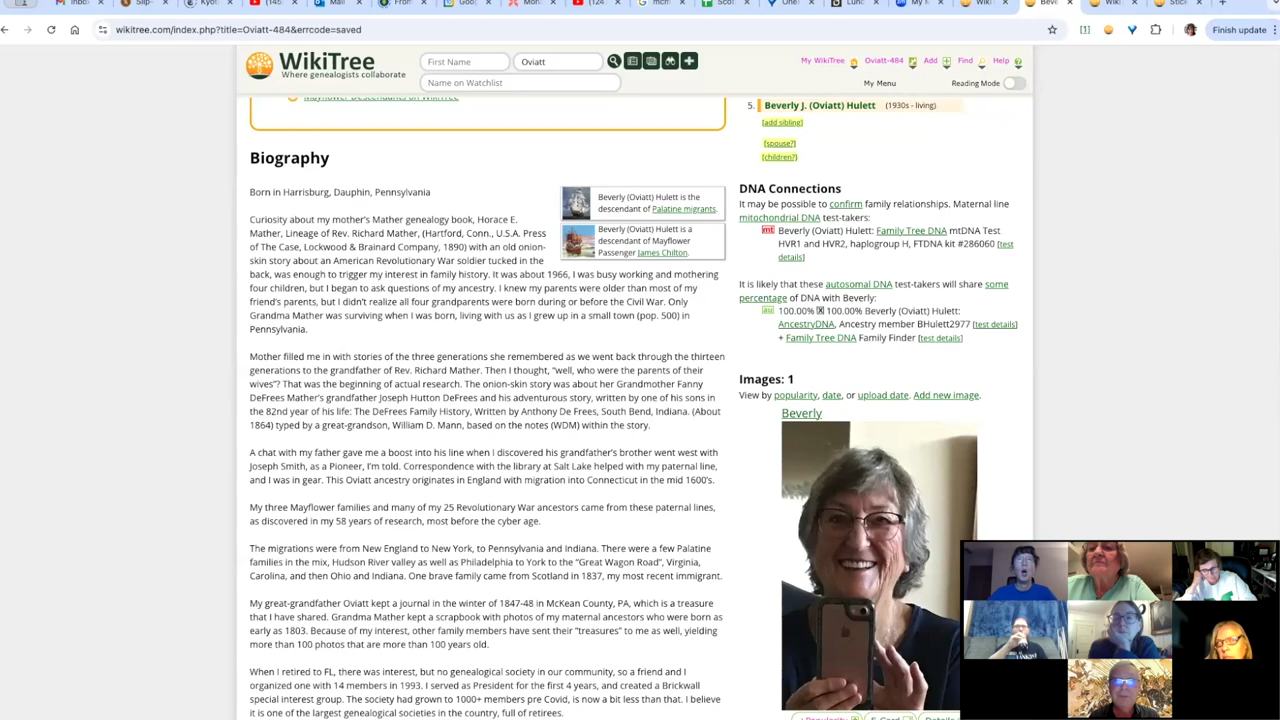 Inbox
Slip-
Kyot
(145
Mail
From
Goo
Mon
(124
mcm
Scot
One
Lunc
My N
WikiT
Beve
Wiki
Stick
wikitree.com/index.php?title=Oviatt-484&errcode=saved
Finish update
WikiTree
Where genealogists collaborate
First Name
Oviatt
Name on Watchlist
My WikiTree
Oviatt-484
Add
Find
Help
My Menu
Reading Mode
Mayflower Descendants on WikiTree
Biography
Born in Harrisburg, Dauphin, Pennsylvania
Curiosity about my mother's Mather genealogy book, Horace E.
Mather, Lineage of Rev. Richard Mather, (Hartford, Conn., U.S.A. Press
of The Case, Lockwood & Brainard Company, 1890) with an old onion-
skin story about an American Revolutionary War soldier tucked in the
back, was enough to trigger my interest in family history. It was about 1966, I was busy working and mothering
four children, but I began to ask questions of my ancestry. I knew my parents were older than most of my
friend's parents, but I didn't realize all four grandparents were born during or before the Civil War. Only
Grandma Mather was surviving when I was born, living with us as I grew up in a small town (pop. 500) in
Pennsylvania.
Beverly (Oviatt) Hulett is the
descendant of Palatine migrants.
Beverly (Oviatt) Hulett is a
descendant of Mayflower
Passenger James Chilton.
Mother filled me in with stories of the three generations she remembered as we went back through the thirteen
generations to the grandfather of Rev. Richard Mather. Then I thought, "well, who were the parents of their
wives"? That was the beginning of actual research. The onion-skin story was about her Grandmother Fanny
DeFrees Mather's grandfather Joseph Hutton DeFrees and his adventurous story, written by one of his sons in
the 82nd year of his life: The DeFrees Family History, Written by Anthony De Frees, South Bend, Indiana. (About
1864) typed by a great-grandson, William D. Mann, based on the notes (WDM) within the story.
A chat with my father gave me a boost into his line when I discovered his grandfather's brother went west with
Joseph Smith, as a Pioneer, I'm told. Correspondence with the library at Salt Lake helped with my paternal line,
and I was in gear. This Oviatt ancestry originates in England with migration into Connecticut in the mid 1600's.
My three Mayflower families and many of my 25 Revolutionary War ancestors came from these paternal lines,
as discovered in my 58 years of research, most before the cyber age.
The migrations were from New England to New York, to Pennsylvania and Indiana. There were a few Palatine
families in the mix, Hudson River valley as well as Philadelphia to York to the "Great Wagon Road", Virginia,
Carolina, and then Ohio and Indiana. One brave family came from Scotland in 1837, my most recent immigrant.
My great-grandfather Oviatt kept a journal in the winter of 1847-48 in McKean County, PA, which is a treasure
that I have shared. Grandma Mather kept a scrapbook with photos of my maternal ancestors who were born as
early as 1803. Because of my interest, other family members have sent their "treasures" to me as well, yielding
more than 100 photos that are more than 100 years old.
When I retired to FL, there was interest, but no genealogical society in our community, so a friend and I
organized one with 14 members in 1993. I served as President for the first 4 years, and created a Brickwall
special interest group. The society had grown to 1000+ members pre Covid, is now a bit less than that. I believe
it is one of the largest genealogical societies in the country, full of retirees.
5. Beverly J. (Oviatt) Hulett (1930s - living)
[add sibling]
[spouse?]
[children?]
DNA Connections
It may be possible to confirm family relationships. Maternal line
mitochondrial DNA test-takers:
mt Beverly (Oviatt) Hulett: Family Tree DNA mtDNA Test
HVR1 and HVR2, haplogroup H, FTDNA kit #286060 [test
details]
It is likely that these autosomal DNA test-takers will share some
percentage of DNA with Beverly:
au 100.00% 100.00% Beverly (Oviatt) Hulett:
AncestryDNA, Ancestry member BHulett2977 [test details]
+ Family Tree DNA Family Finder [test details]
Images: 1
View by popularity, date, or upload date. Add new image.
Beverly